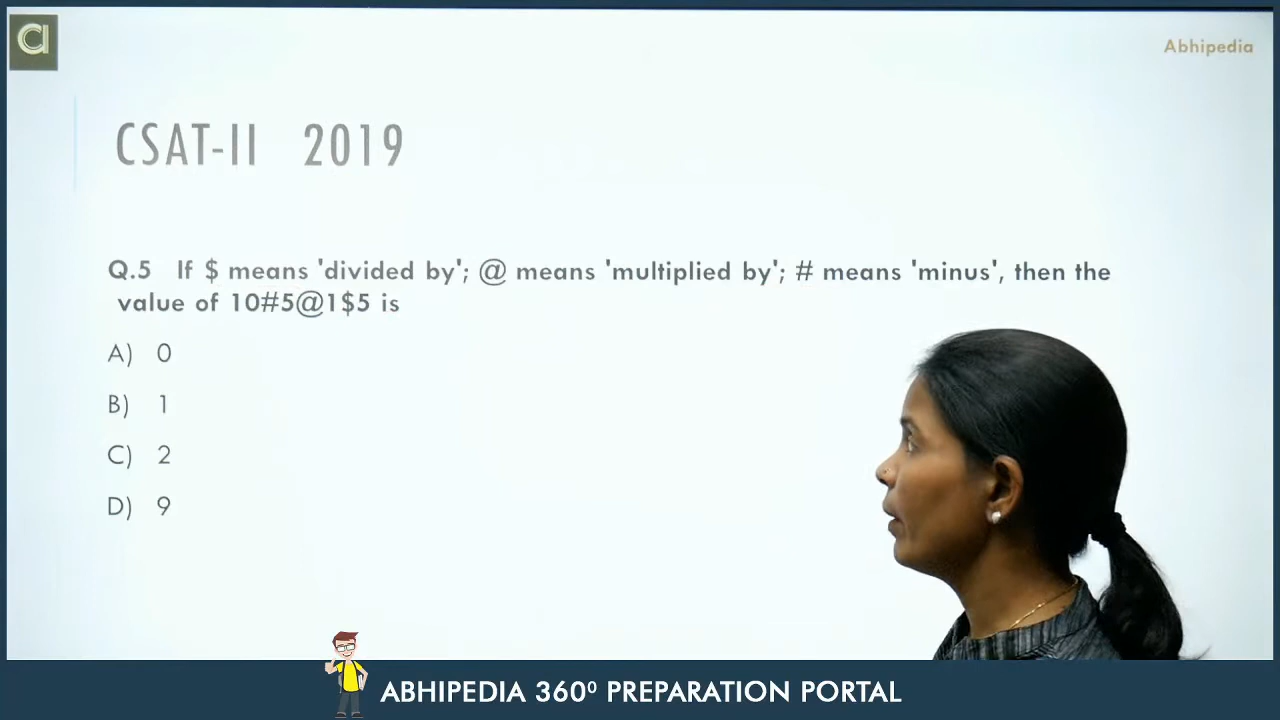 a
Abhipedia
CSAT-II 2019
Q.5 If $ means 'divided by'; @ means 'multiplied by'; # means 'minus', then the
value of 10#5@1$5 is
A) 0
B) 1
C) 2
D) 9
ABHIPEDIA 360⁰ PREPARATION PORTAL